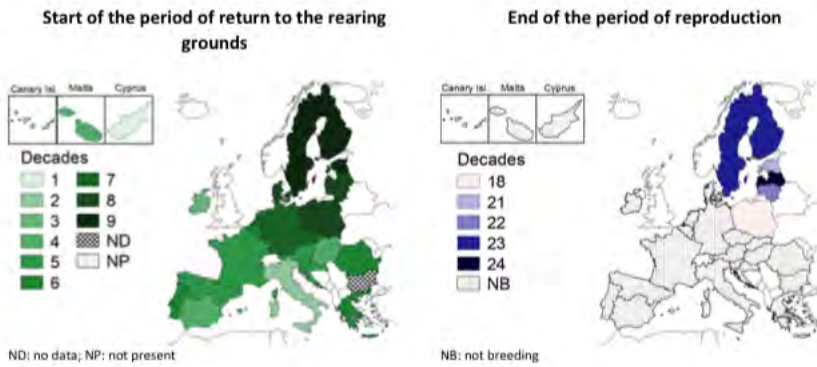 Start of the period of return to the rearing
grounds
Canary Isl. Malta Cyprus
Decades
1 7
2 8
3 9
4 ND
5 NP
6
ND: no data; NP: not present
End of the period of reproduction
Canary Isl. Malta Cyprus
Decades
18
21
22
23
24
NB
NB: not breeding